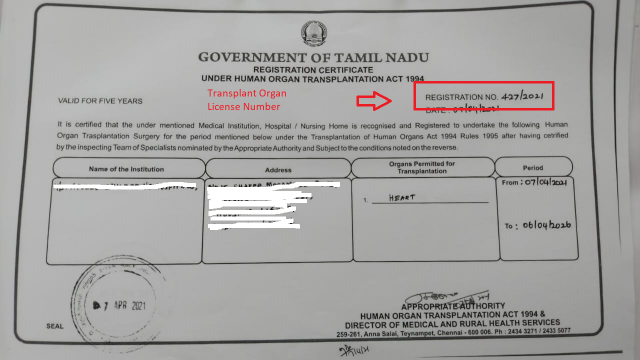 GOVERNMENT OF TAMIL NADU
REGISTRATION CERTIFICATE
UNDER HUMAN ORGAN TRANSPLANTATION ACT 1994
Transplant Organ
License Number
REGISTRATION NO. 427/2021
VALID FOR FIVE YEARS
DATE : 07/04/2021
It is certified that the under mentioned Medical Institution, Hospital / Nursing Home is recognised and Registered to undertake the following Human
Organ Trasplantation Surgery for the period mentioned below under the Transplantation of Human Organs Act 1994 Rules 1995 after having cetrified
by the inspecting Team of Specialists nominated by the Appropriate Authority and Subject to the conditions noted on the reverse.
Name of the Institution
Address
Organs Permitted for
Transplantation
Period
1. HEART
From : 07/04/2021
To : 06/04/2026
7 APR 2021
SEAL
APPROPRIATE AUTHORITY
HUMAN ORGAN TRANSPLANTATION ACT 1994 &
DIRECTOR OF MEDICAL AND RURAL HEALTH SERVICES
259-261, Anna Salai, Teynampet, Chennai - 600 006. Ph : 2434 3271 / 2433 5077